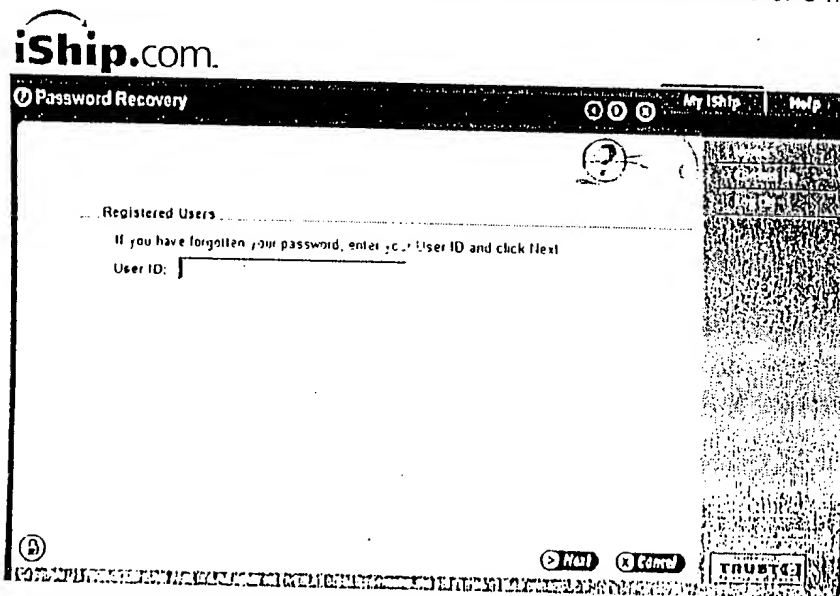 iShip.com.
Password Recovery
My iShip
Help
Registered Users
If you have forgotten your password, enter your User ID and click Next
User ID:
Next
Cancel
TRUSTe